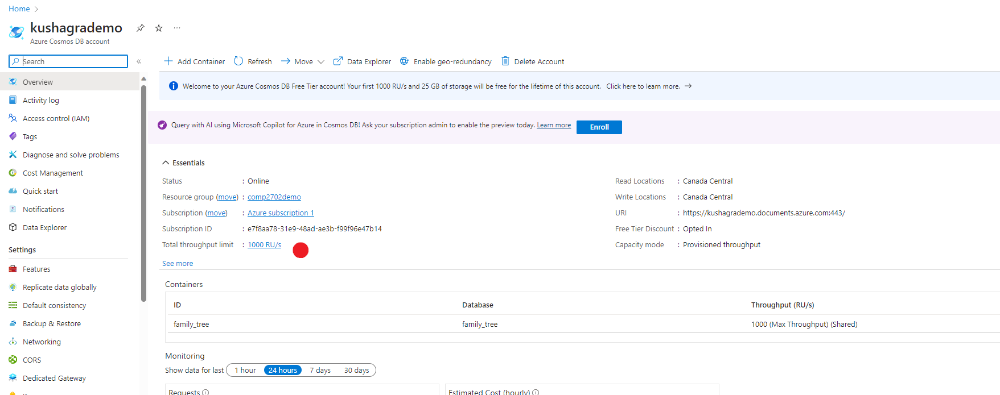 Home
kushagrademo
Azure Cosmos DB account
Search
Overview
Activity log
Access control (IAM)
Tags
Diagnose and solve problems
Cost Management
Quick start
Notifications
Data Explorer
Settings
Features
Replicate data globally
Default consistency
Backup & Restore
Networking
CORS
Dedicated Gateway
Add Container Refresh Move Data Explorer Enable geo-redundancy Delete Account
Welcome to your Azure Cosmos DB Free Tier account! Your first 1000 RU/s and 25 GB of storage will be free for the lifetime of this account. Click here to learn more. →
Query with AI using Microsoft Copilot for Azure in Cosmos DB! Ask your subscription admin to enable the preview today. Learn more Enroll
Essentials
Status : Online
Resource group (move) : comp2702demo
Subscription (move) : Azure subscription 1
Subscription ID : e7f8aa78-31e9-48ad-ae3b-f99f96e47b14
Total throughput limit : 1000 RU/s
See more
Read Locations : Canada Central
Write Locations : Canada Central
URI : https://kushagrademo.documents.azure.com:443/
Free Tier Discount : Opted In
Capacity mode : Provisioned throughput
Containers
ID Database Throughput (RU/s)
family_tree family_tree 1000 (Max Throughput) (Shared)
Monitoring
Show data for last 1 hour 24 hours 7 days 30 days
Requests Estimated Cost (hourly)